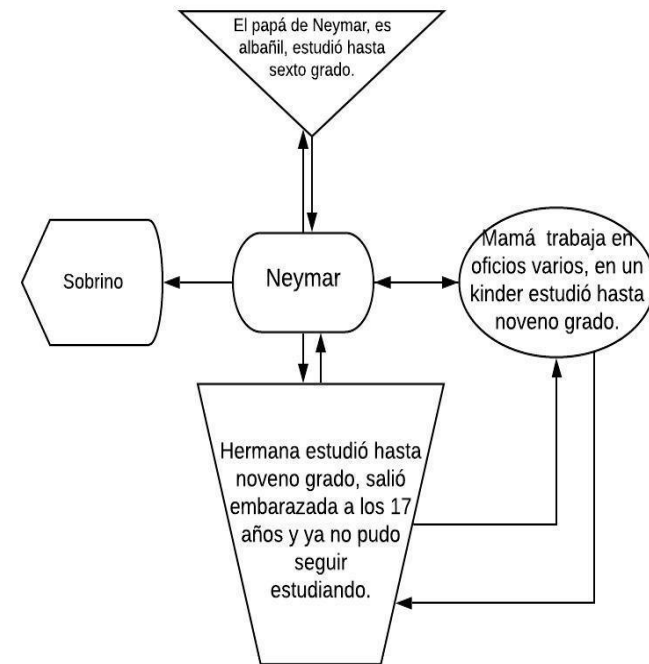 El papá de Neymar, es
albañil, estudió hasta
sexto grado.
Sobrino
Neymar
Mamá trabaja en
oficios varios, en un
kinder estudió hasta
noveno grado.
Hermana estudió hasta
noveno grado, salió
embarazada a los 17
años y ya no pudo
seguir
estudiando.